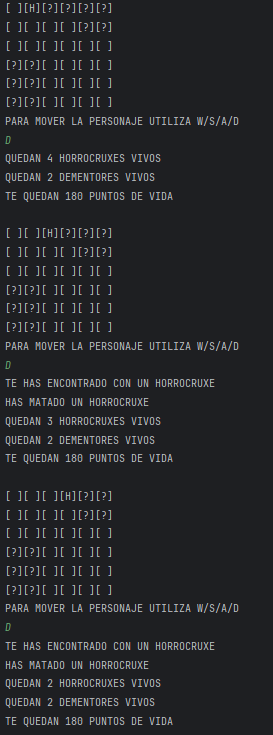 [ ][H][?][?][?][?]
[ ][ ][ ][ ][?][?]
[ ][ ][ ][ ][ ][ ]
[?][?][ ][ ][ ][ ]
[?][?][ ][ ][ ][ ]
[?][?][ ][ ][ ][ ]
PARA MOVER LA PERSONAJE UTILIZA W/S/A/D
D
QUEDAN 4 HORROCRUXES VIVOS
QUEDAN 2 DEMENTORES VIVOS
TE QUEDAN 180 PUNTOS DE VIDA
[ ][ ][H][?][?][?]
[ ][ ][ ][ ][?][?]
[ ][ ][ ][ ][ ][ ]
[?][?][ ][ ][ ][ ]
[?][?][ ][ ][ ][ ]
[?][?][ ][ ][ ][ ]
PARA MOVER LA PERSONAJE UTILIZA W/S/A/D
D
TE HAS ENCONTRADO CON UN HORROCRUXE
HAS MATADO UN HORROCRUXE
QUEDAN 3 HORROCRUXES VIVOS
QUEDAN 2 DEMENTORES VIVOS
TE QUEDAN 180 PUNTOS DE VIDA
[ ][ ][ ][H][?][?]
[ ][ ][ ][ ][?][?]
[ ][ ][ ][ ][ ][ ]
[?][?][ ][ ][ ][ ]
[?][?][ ][ ][ ][ ]
[?][?][ ][ ][ ][ ]
PARA MOVER LA PERSONAJE UTILIZA W/S/A/D
D
TE HAS ENCONTRADO CON UN HORROCRUXE
HAS MATADO UN HORROCRUXE
QUEDAN 2 HORROCRUXES VIVOS
QUEDAN 2 DEMENTORES VIVOS
TE QUEDAN 180 PUNTOS DE VIDA